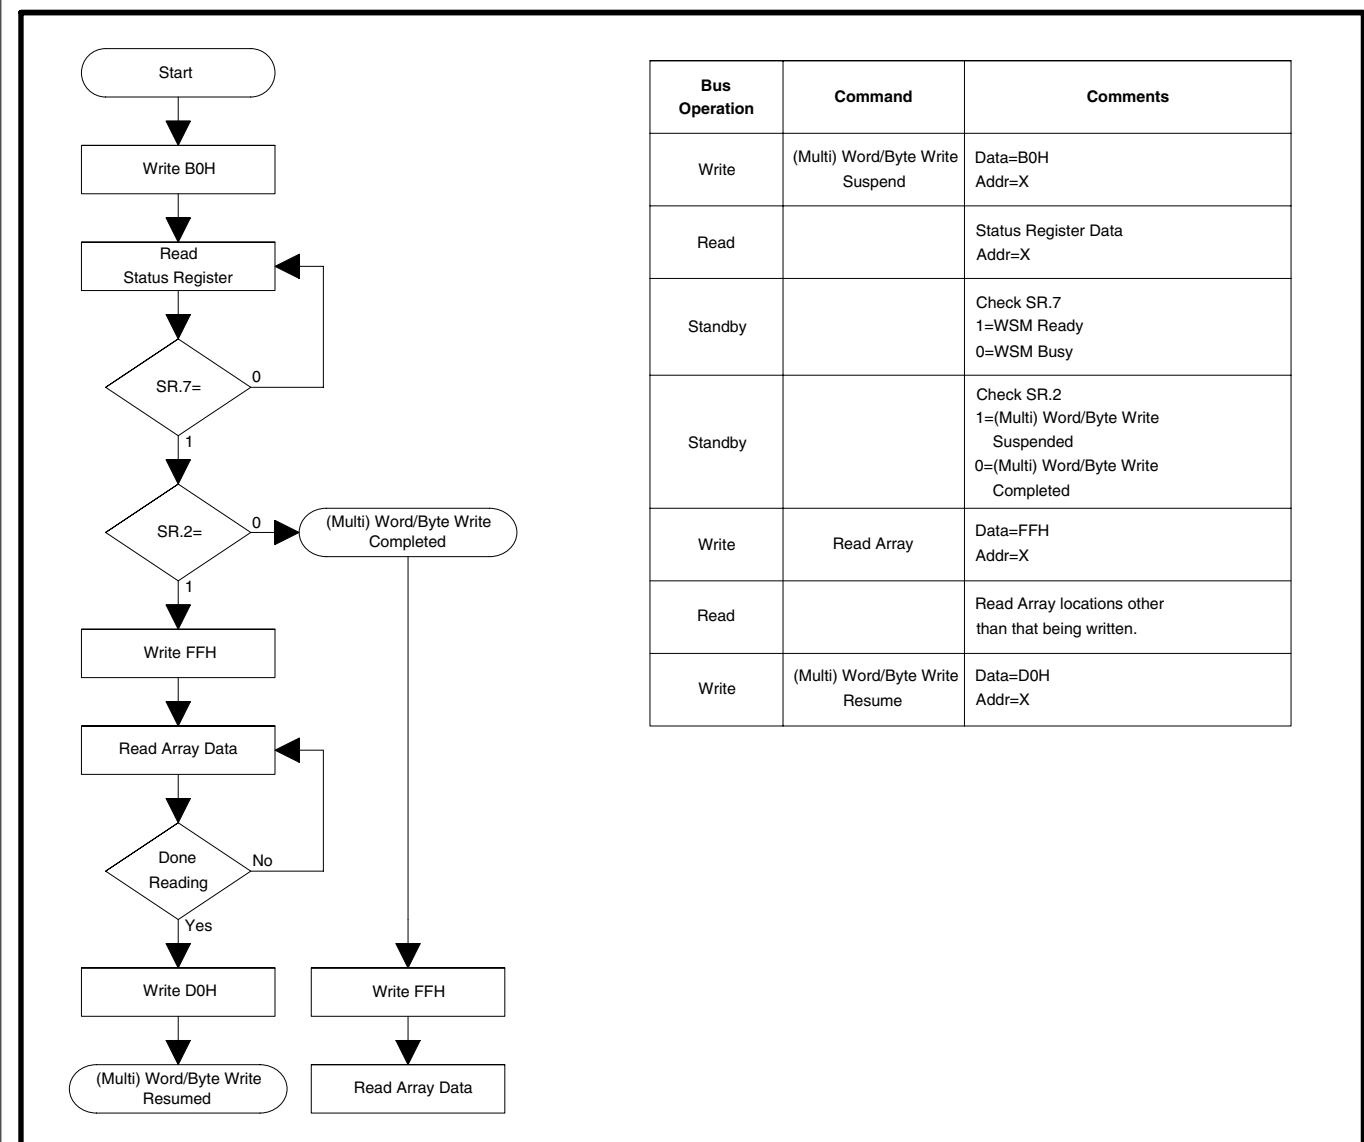 Start
Write B0H
Read
Status Register
SR.7=
0
1
SR.2=
0
(Multi) Word/Byte Write
Completed
1
Write FFH
Read Array Data
Done
Reading
No
Yes
Write D0H
Write FFH
(Multi) Word/Byte Write
Resumed
Read Array Data
Bus
Operation
Command
Comments
Write
(Multi) Word/Byte Write
Suspend
Data=B0H
Addr=X
Read
Status Register Data
Addr=X
Standby
Check SR.7
1=WSM Ready
0=WSM Busy
Standby
Check SR.2
1=(Multi) Word/Byte Write
Suspended
0=(Multi) Word/Byte Write
Completed
Write
Read Array
Data=FFH
Addr=X
Read
Read Array locations other
than that being written.
Write
(Multi) Word/Byte Write
Resume
Data=D0H
Addr=X